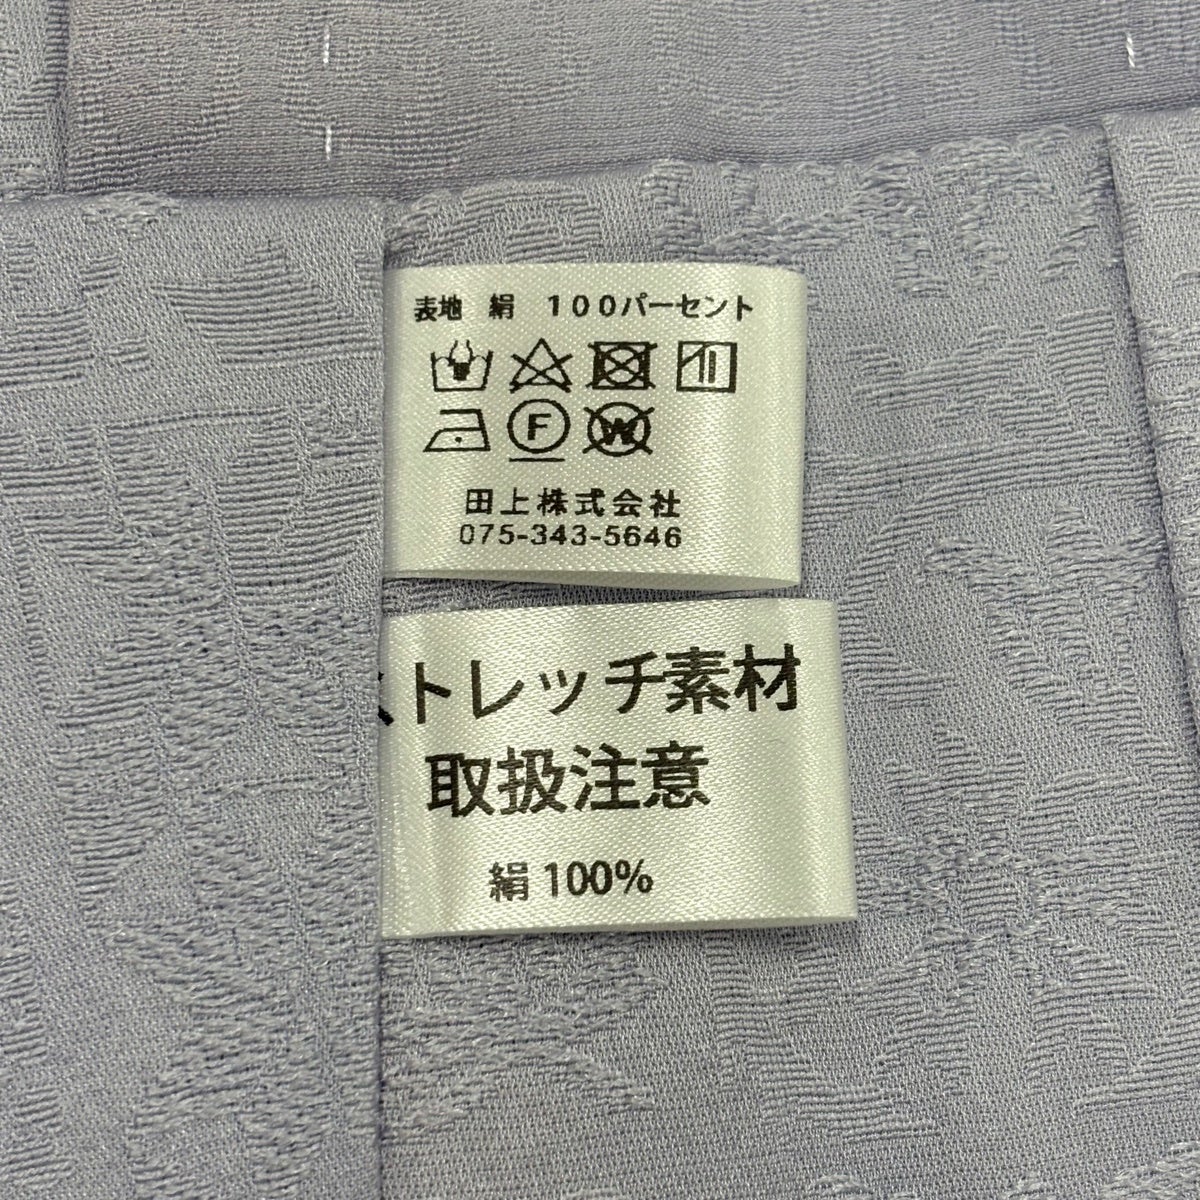 表地 絹 100パーセント
F W
田上株式会社
075-343-5646
ストレッチ素材
取扱注意
絹 100%